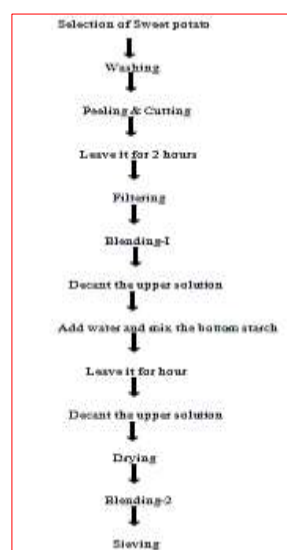 Selection of Sweet potato
Washing
Peeling & Cutting
Leave it for 2 hours
Filtering
Blending-I
Decant the upper solution
Add water and mix the bottom starch
Leave it for hour
Decant the upper solution
Drying
Blending-2
Sieving